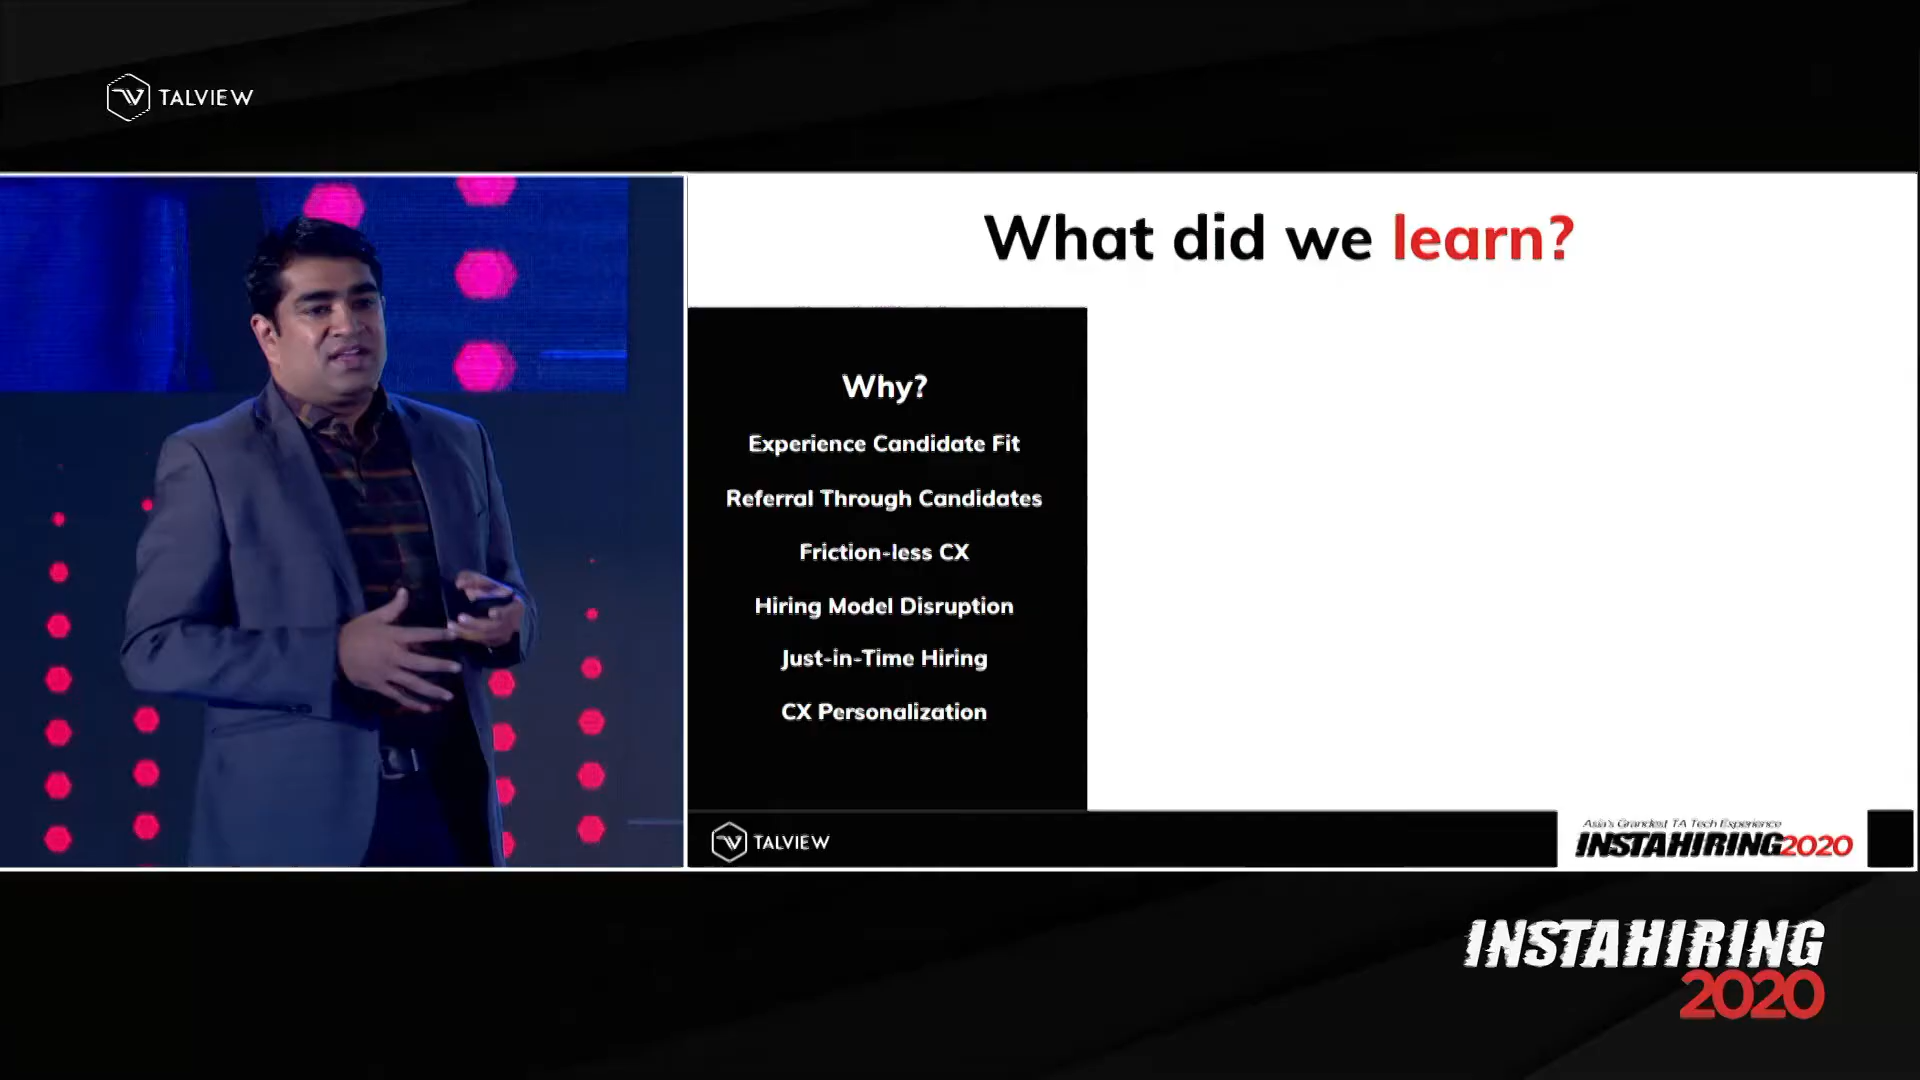 TALVIEW
What did we learn?
Why?
Experience Candidate Fit
Referral Through Candidates
Friction-less CX
Hiring Model Disruption
Just-in-Time Hiring
CX Personalization
TALVIEW
Asia's Grandest TA Tech Experience
INSTAHIRING2020
INSTAHIRING
2020